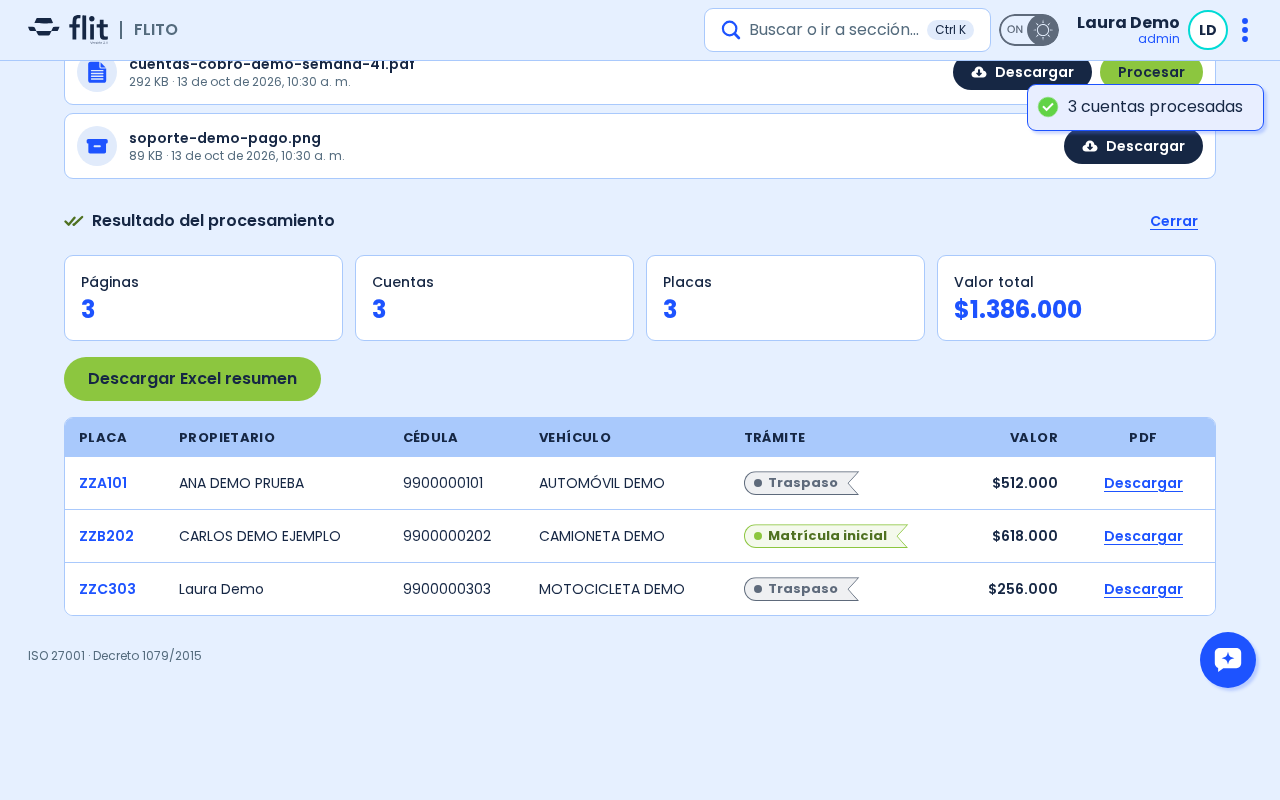 flit
FLITO
Buscar o ir a sección...
Ctrl K
ON
Laura Demo
admin
LD
cuentas-cobro-demo-semana-41.pdf
292 KB · 13 de oct de 2026, 10:30 a. m.
Descargar
Procesar
3 cuentas procesadas
soporte-demo-pago.png
89 KB · 13 de oct de 2026, 10:30 a. m.
Descargar
Resultado del procesamiento
Cerrar
Páginas
3
Cuentas
3
Placas
3
Valor total
$1.386.000
Descargar Excel resumen
PLACA PROPIETARIO CÉDULA VEHÍCULO TRÁMITE VALOR PDF
ZZA101 ANA DEMO PRUEBA 9900000101 AUTOMÓVIL DEMO Traspaso $512.000 Descargar
ZZB202 CARLOS DEMO EJEMPLO 9900000202 CAMIONETA DEMO Matrícula inicial $618.000 Descargar
ZZC303 Laura Demo 9900000303 MOTOCICLETA DEMO Traspaso $256.000 Descargar
ISO 27001 · Decreto 1079/2015